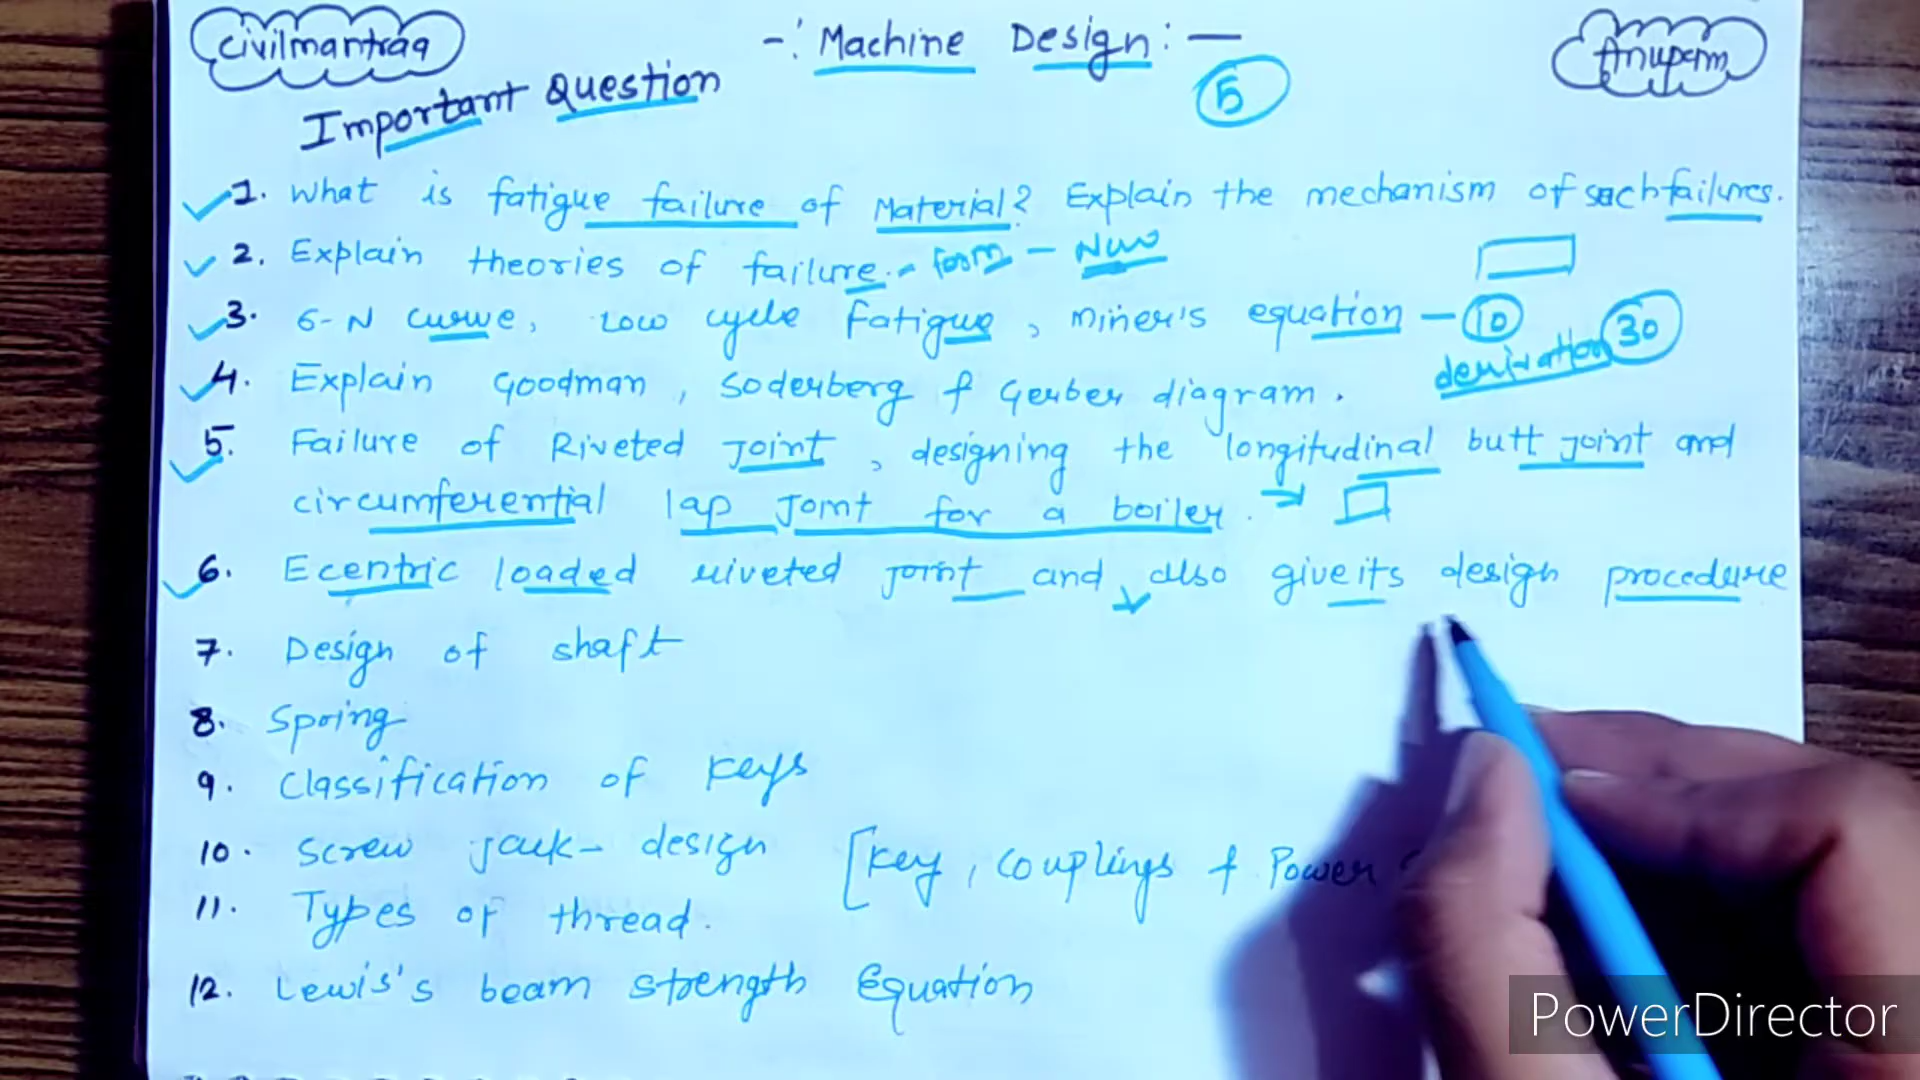 civilmantraa
-: Machine Design :-
Anupam
Important Question
5
1. What is fatigue failure of Material? Explain the mechanism of such failures.
2. Explain theories of failure. - Form - Nuo
3. σ-N curve, Low cycle Fatigue, Miner's equation - 10
derivation 30
4. Explain Goodman, Soderberg & Gerber diagram.
5. Failure of Riveted Joint, designing the longitudinal butt joint and
circumferential lap Joint for a boiler.
6. Ecentric loaded riveted joint and also give its design procedure
7. Design of shaft
8. Spring
9. Classification of Keys
10. Screw jack - design [Key, Couplings & Power
11. Types of thread.
12. Lewis's beam strength Equation
PowerDirector